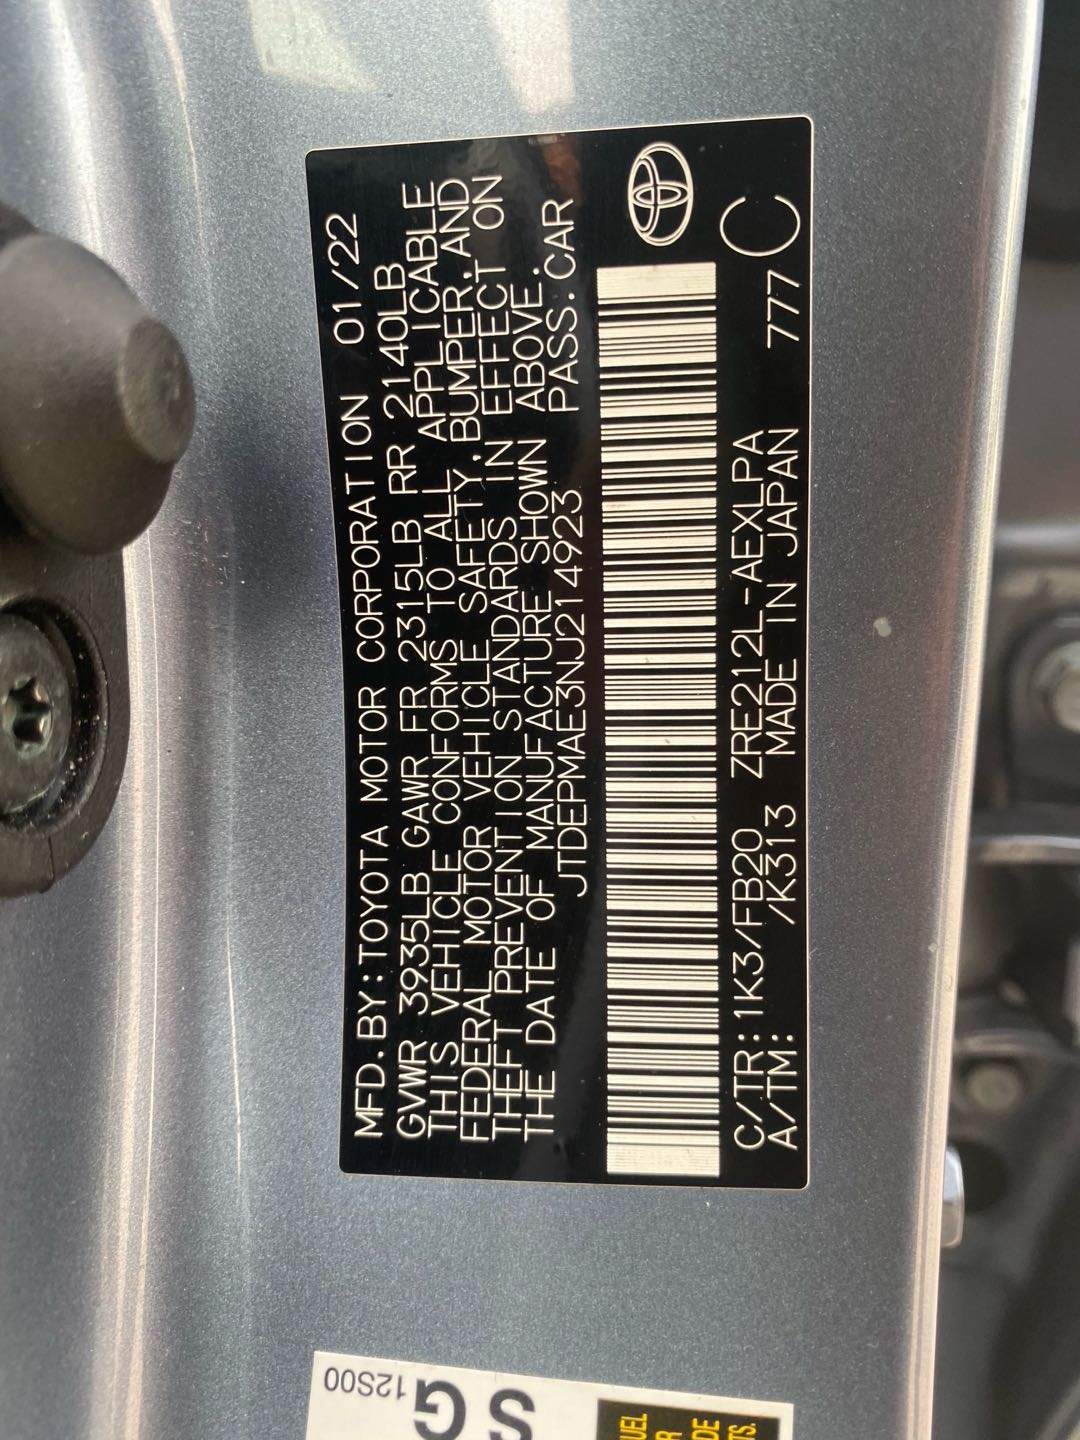 MFD.BY:TOYOTA MOTOR CORPORATION 01/22
GVWR 3935LB GAWR FR 2315LB RR 2140LB
THIS VEHICLE CONFORMS TO ALL APPLICABLE
FEDERAL MOTOR VEHICLE SAFETY,BUMPER,AND
THEFT PREVENTION STANDARDS IN EFFECT ON
THE DATE OF MANUFACTURE SHOWN ABOVE.
JTDEPMAE3NJ214923 PASS.CAR
C/TR:1K3/FB20 ZRE212L-AEXLPA C
A/TM: /K313 MADE IN JAPAN 777
12S00
SG